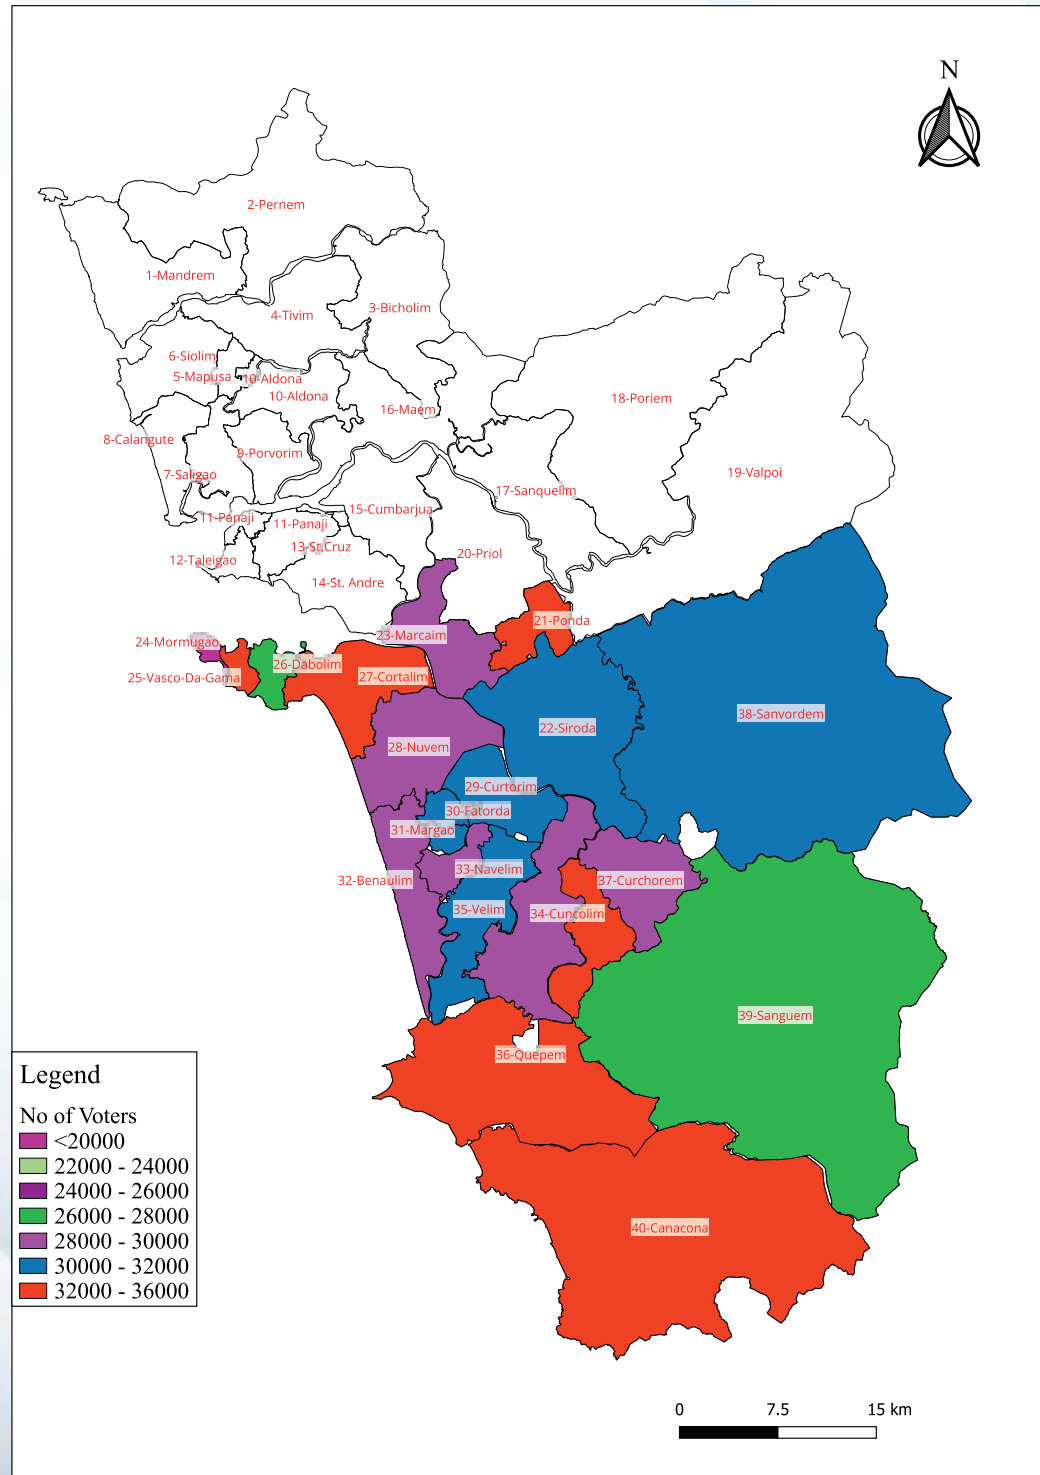 N
2-Pernem
1-Mandrem
4-Tivim
3-Bicholim
6-Siolim
5-Mapusa
10-Aldona
10-Aldona
18-Poriem
16-Maem
8-Calangute
9-Porvorim
7-Saligao
19-Valpoi
17-Sanquelim
15-Cumbarjua
11-Panaji
11-Panaji
13-St.Cruz
20-Priol
12-Taleigao
14-St. Andre
21-Ponda
24-Mormugao
23-Marcaim
26-Dabolim
25-Vasco-Da-Gama
27-Cortalim
38-Sanvordem
22-Siroda
28-Nuvem
29-Curtorim
30-Fatorda
31-Margao
33-Navelim
32-Benaulim
37-Curchorem
35-Velim
34-Cuncolim
39-Sanguem
36-Quepem
40-Canacona
Legend
No of Voters
<20000
22000 - 24000
24000 - 26000
26000 - 28000
28000 - 30000
30000 - 32000
32000 - 36000
0 7.5 15 km